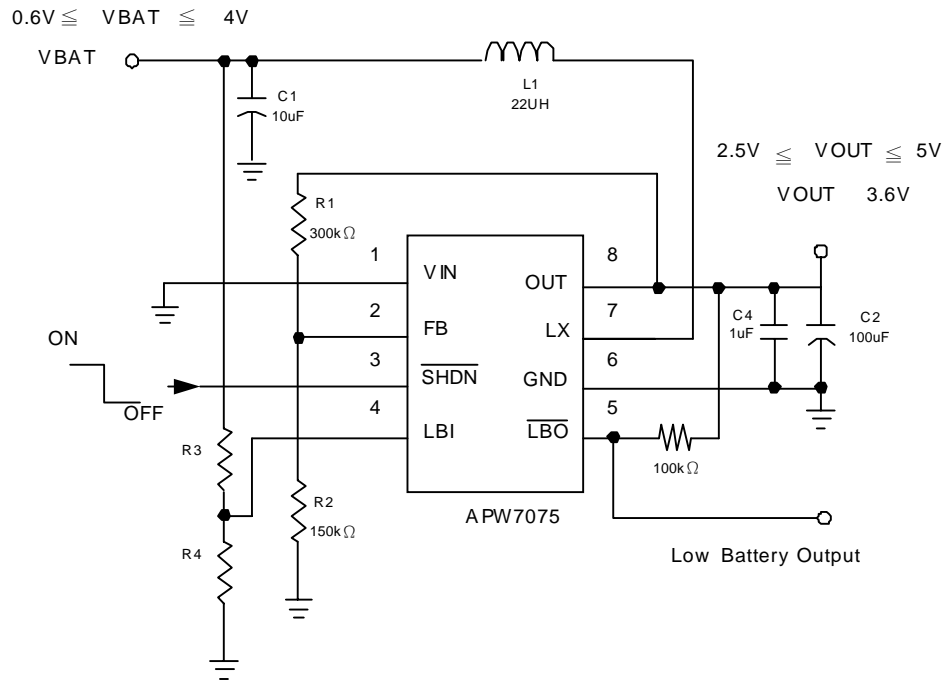 0.6V ≦ VBAT ≦ 4V
VBAT
L1
22UH
C1
10uF
2.5V ≦ VOUT ≦ 5V
VOUT 3.6V
R1
300kΩ
1
VIN
8
OUT
2
FB
7
LX
C4
1uF
C2
100uF
ON
3
SHDN
6
GND
OFF
4
LBI
5
LBO
R3
100kΩ
R2
150kΩ
APW7075
R4
Low Battery Output